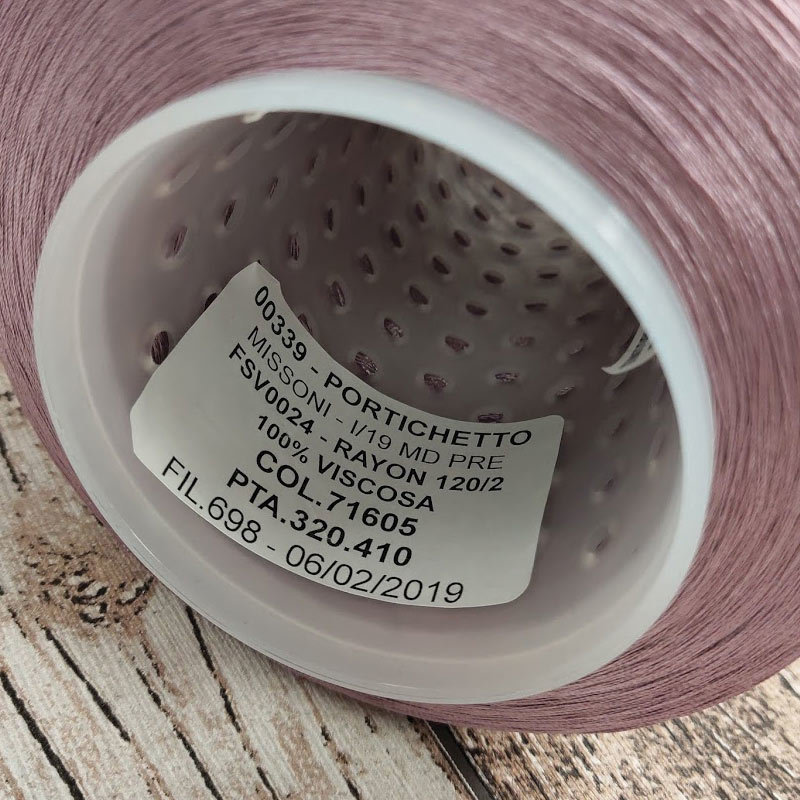 00339 - PORTICHETTO
MISSONI - I/19 MD PRE
FSV0024 - RAYON 120/2
100% VISCOSA
COL.71605
PTA.320.410
FIL.698 - 06/02/2019